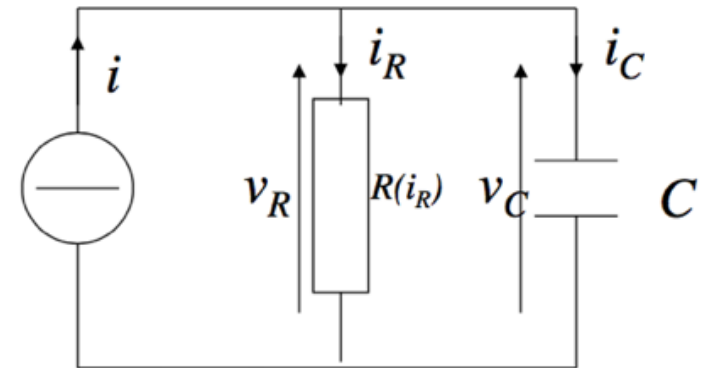 i
i_R
i_C
v_R
R(i_R)
v_C
C